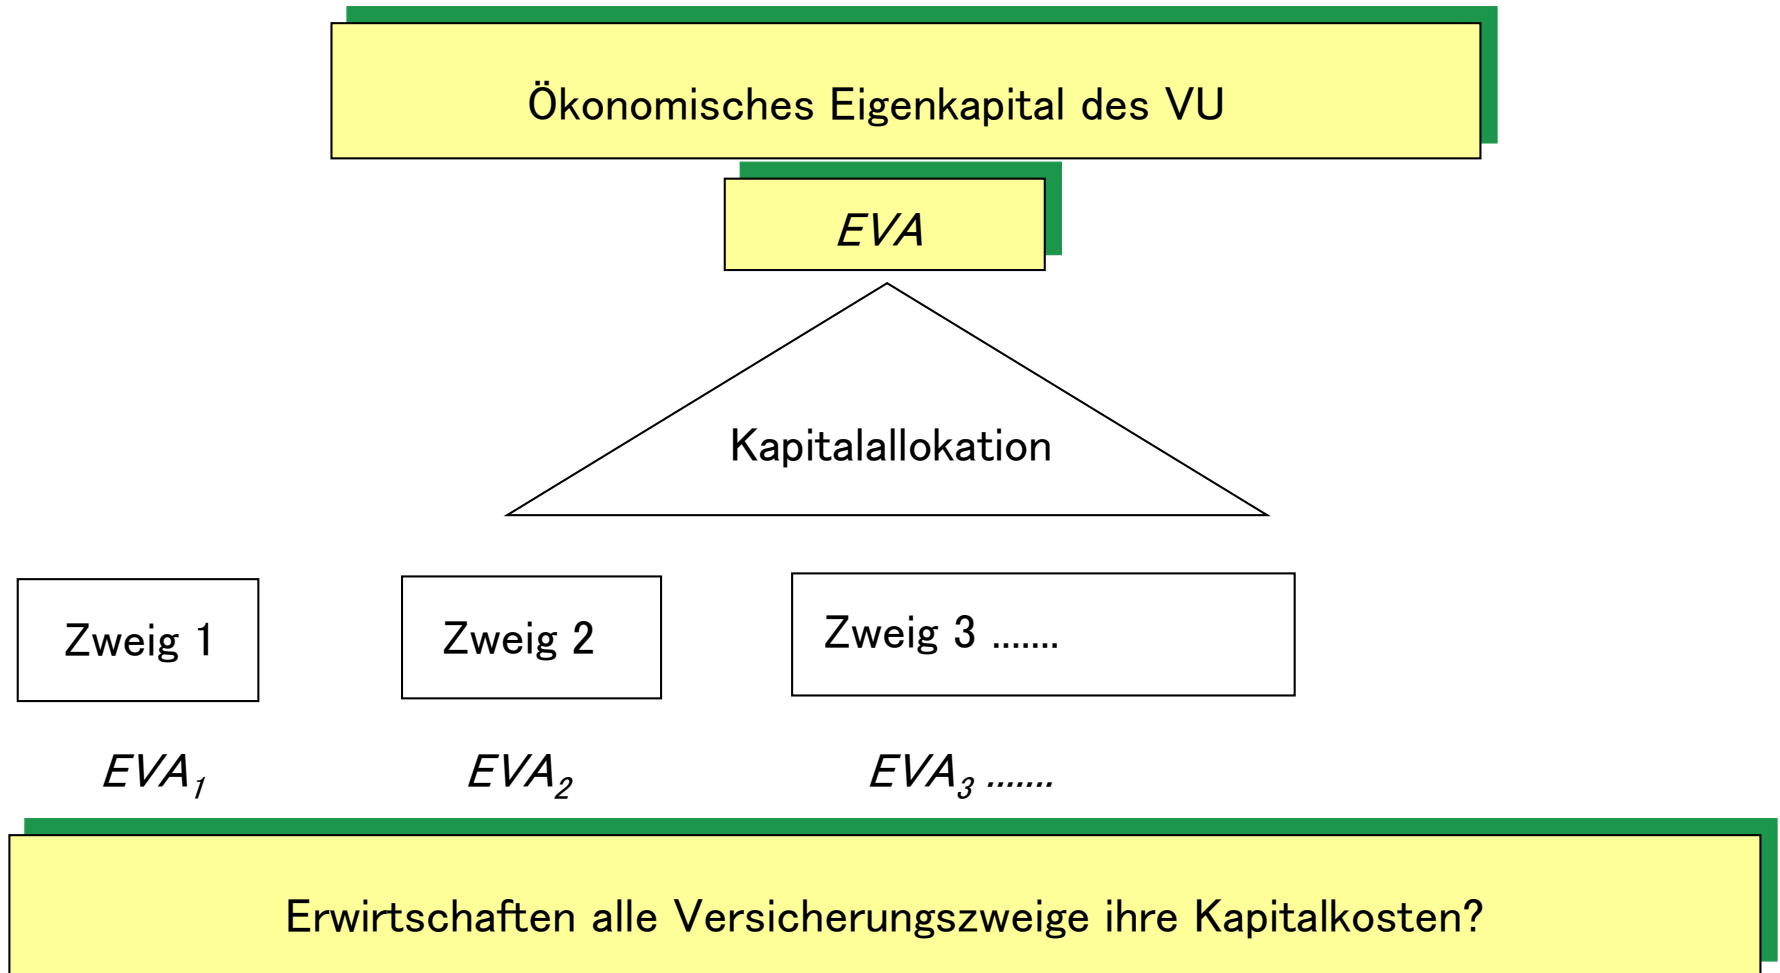 Ökonomisches Eigenkapital des VU
EVA
Kapitalallokation
Zweig 1
Zweig 2
Zweig 3 .......
EVA₁
EVA₂
EVA₃ .......
Erwirtschaften alle Versicherungszweige ihre Kapitalkosten?